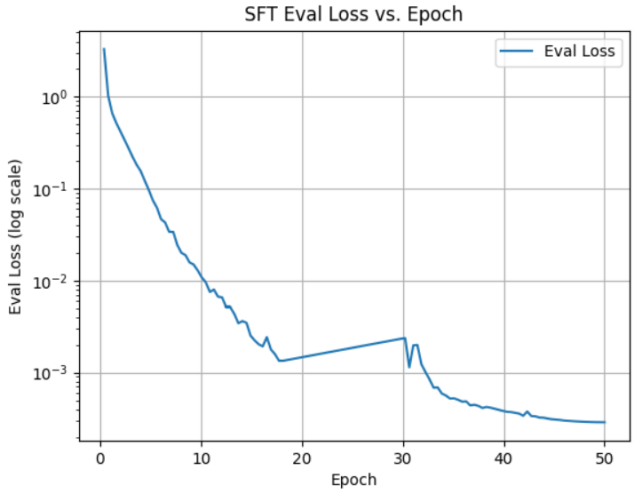 SFT Eval Loss vs. Epoch
Eval Loss
10⁰
10⁻¹
10⁻²
10⁻³
Eval Loss (log scale)
0 10 20 30 40 50
Epoch